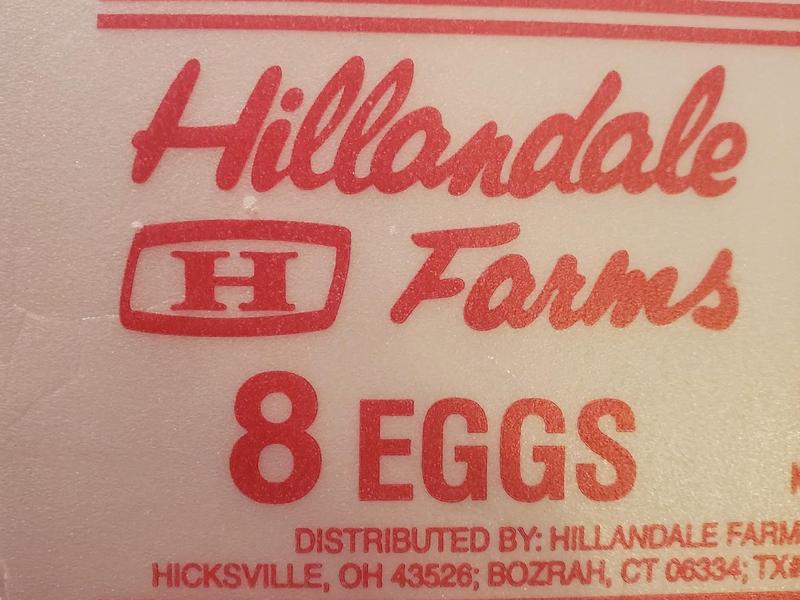 Hillandale
H Farms
8 EGGS
DISTRIBUTED BY: HILLANDALE FARM
HICKSVILLE, OH 43526; BOZRAH, CT 06334; TX#